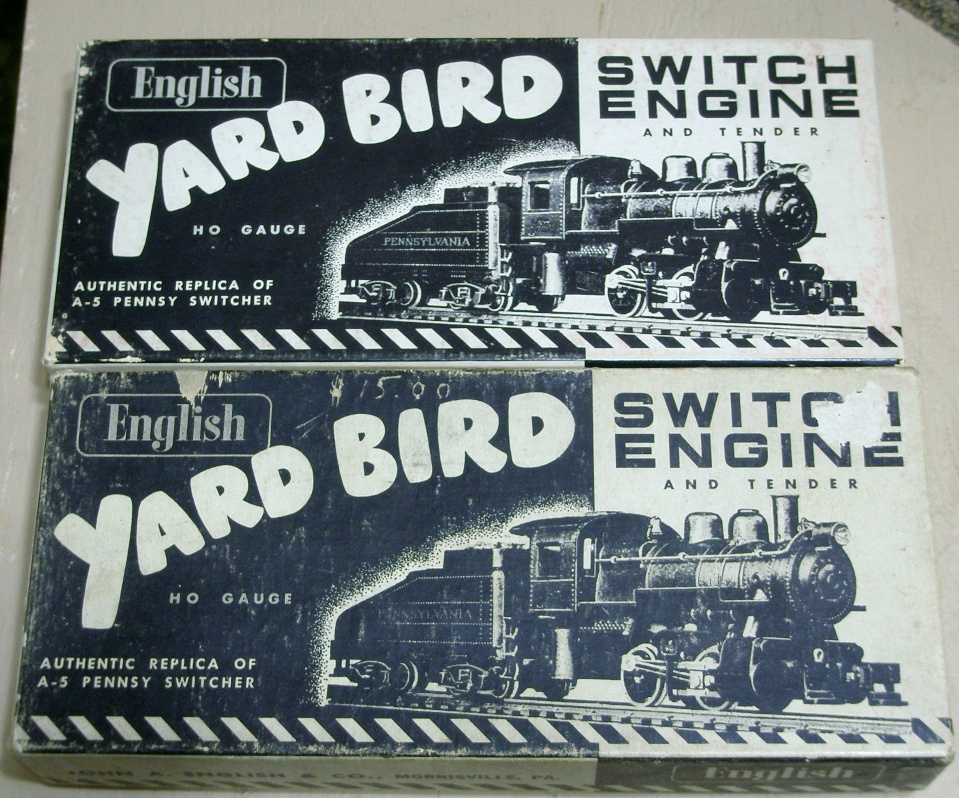 English
YARD BIRD
SWITCH
ENGINE
AND TENDER
HO GAUGE
PENNSYLVANIA
AUTHENTIC REPLICA OF
A-5 PENNSY SWITCHER
English
15.00
YARD BIRD
SWITCH
ENGINE
AND TENDER
HO GAUGE
PENNSYLVANIA
AUTHENTIC REPLICA OF
A-5 PENNSY SWITCHER
JOHN A. ENGLISH & CO., MORRISVILLE, PA.
English